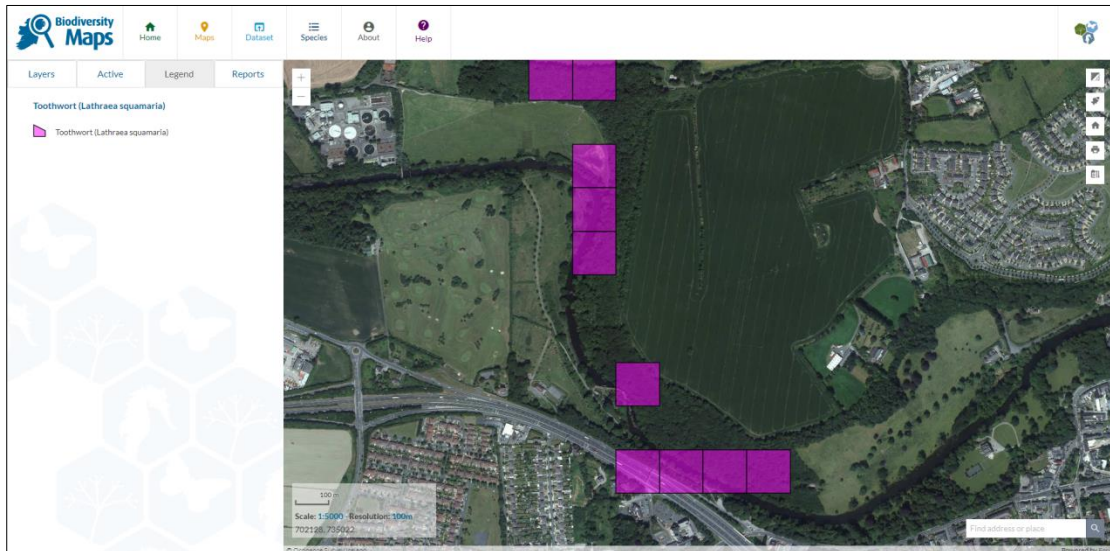 Biodiversity
Maps
Home
Maps
Dataset
Species
About
Help
Layers
Active
Legend
Reports
Toothwort (Lathraea squamaria)
Toothwort (Lathraea squamaria)
100 m
Scale: 1:5000 - Resolution: 100m
702128, 735022
Find address or place